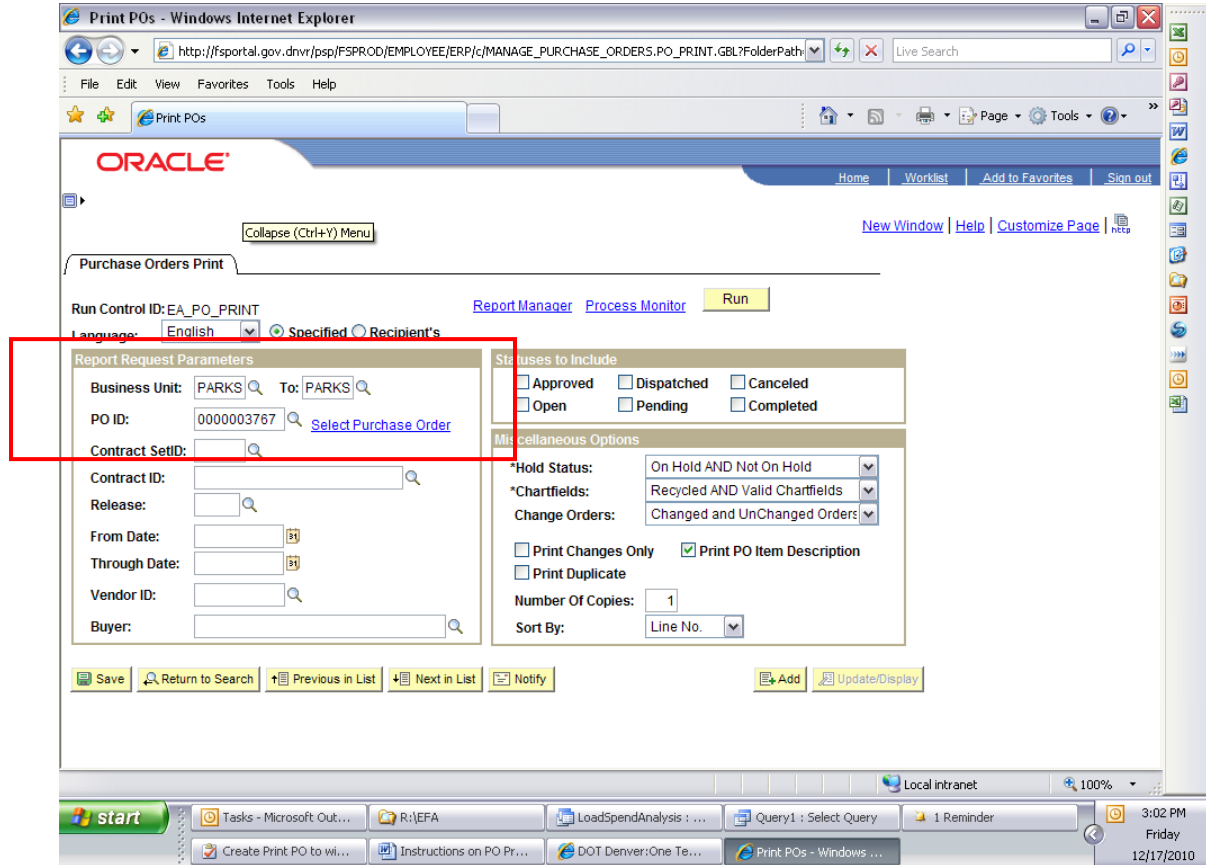 Print POs - Windows Internet Explorer
http://fsportal.gov.dnvr/psp/FSPROD/EMPLOYEE/ERP/c/MANAGE_PURCHASE_ORDERS.PO_PRINT.GBL?FolderPath
Live Search
File Edit View Favorites Tools Help
Print POs
Page Tools
ORACLE
Home Worklist Add to Favorites Sign out
Collapse (Ctrl+Y) Menu
New Window | Help | Customize Page | http
Purchase Orders Print
Run Control ID: EA_PO_PRINT Report Manager Process Monitor Run
Language: English Specified Recipient's
Report Request Parameters
Business Unit: PARKS To: PARKS
PO ID: 0000003767 Select Purchase Order
Contract SetID:
Contract ID:
Release:
From Date: 31
Through Date: 31
Vendor ID:
Buyer:
Statuses to Include
Approved Dispatched Canceled
Open Pending Completed
Miscellaneous Options
*Hold Status: On Hold AND Not On Hold
*Chartfields: Recycled AND Valid Chartfields
Change Orders: Changed and UnChanged Orders
Print Changes Only Print PO Item Description
Print Duplicate
Number Of Copies: 1
Sort By: Line No.
Save Return to Search Previous in List Next in List Notify Add Update/Display
Local intranet 100%
start Tasks - Microsoft Out... R:\EFA LoadSpendAnalysis : ... Query1 : Select Query 1 Reminder 3:02 PM
Friday
Create Print PO to wi... Instructions on PO Pr... DOT Denver:One Te... Print POs - Windows ... 12/17/2010